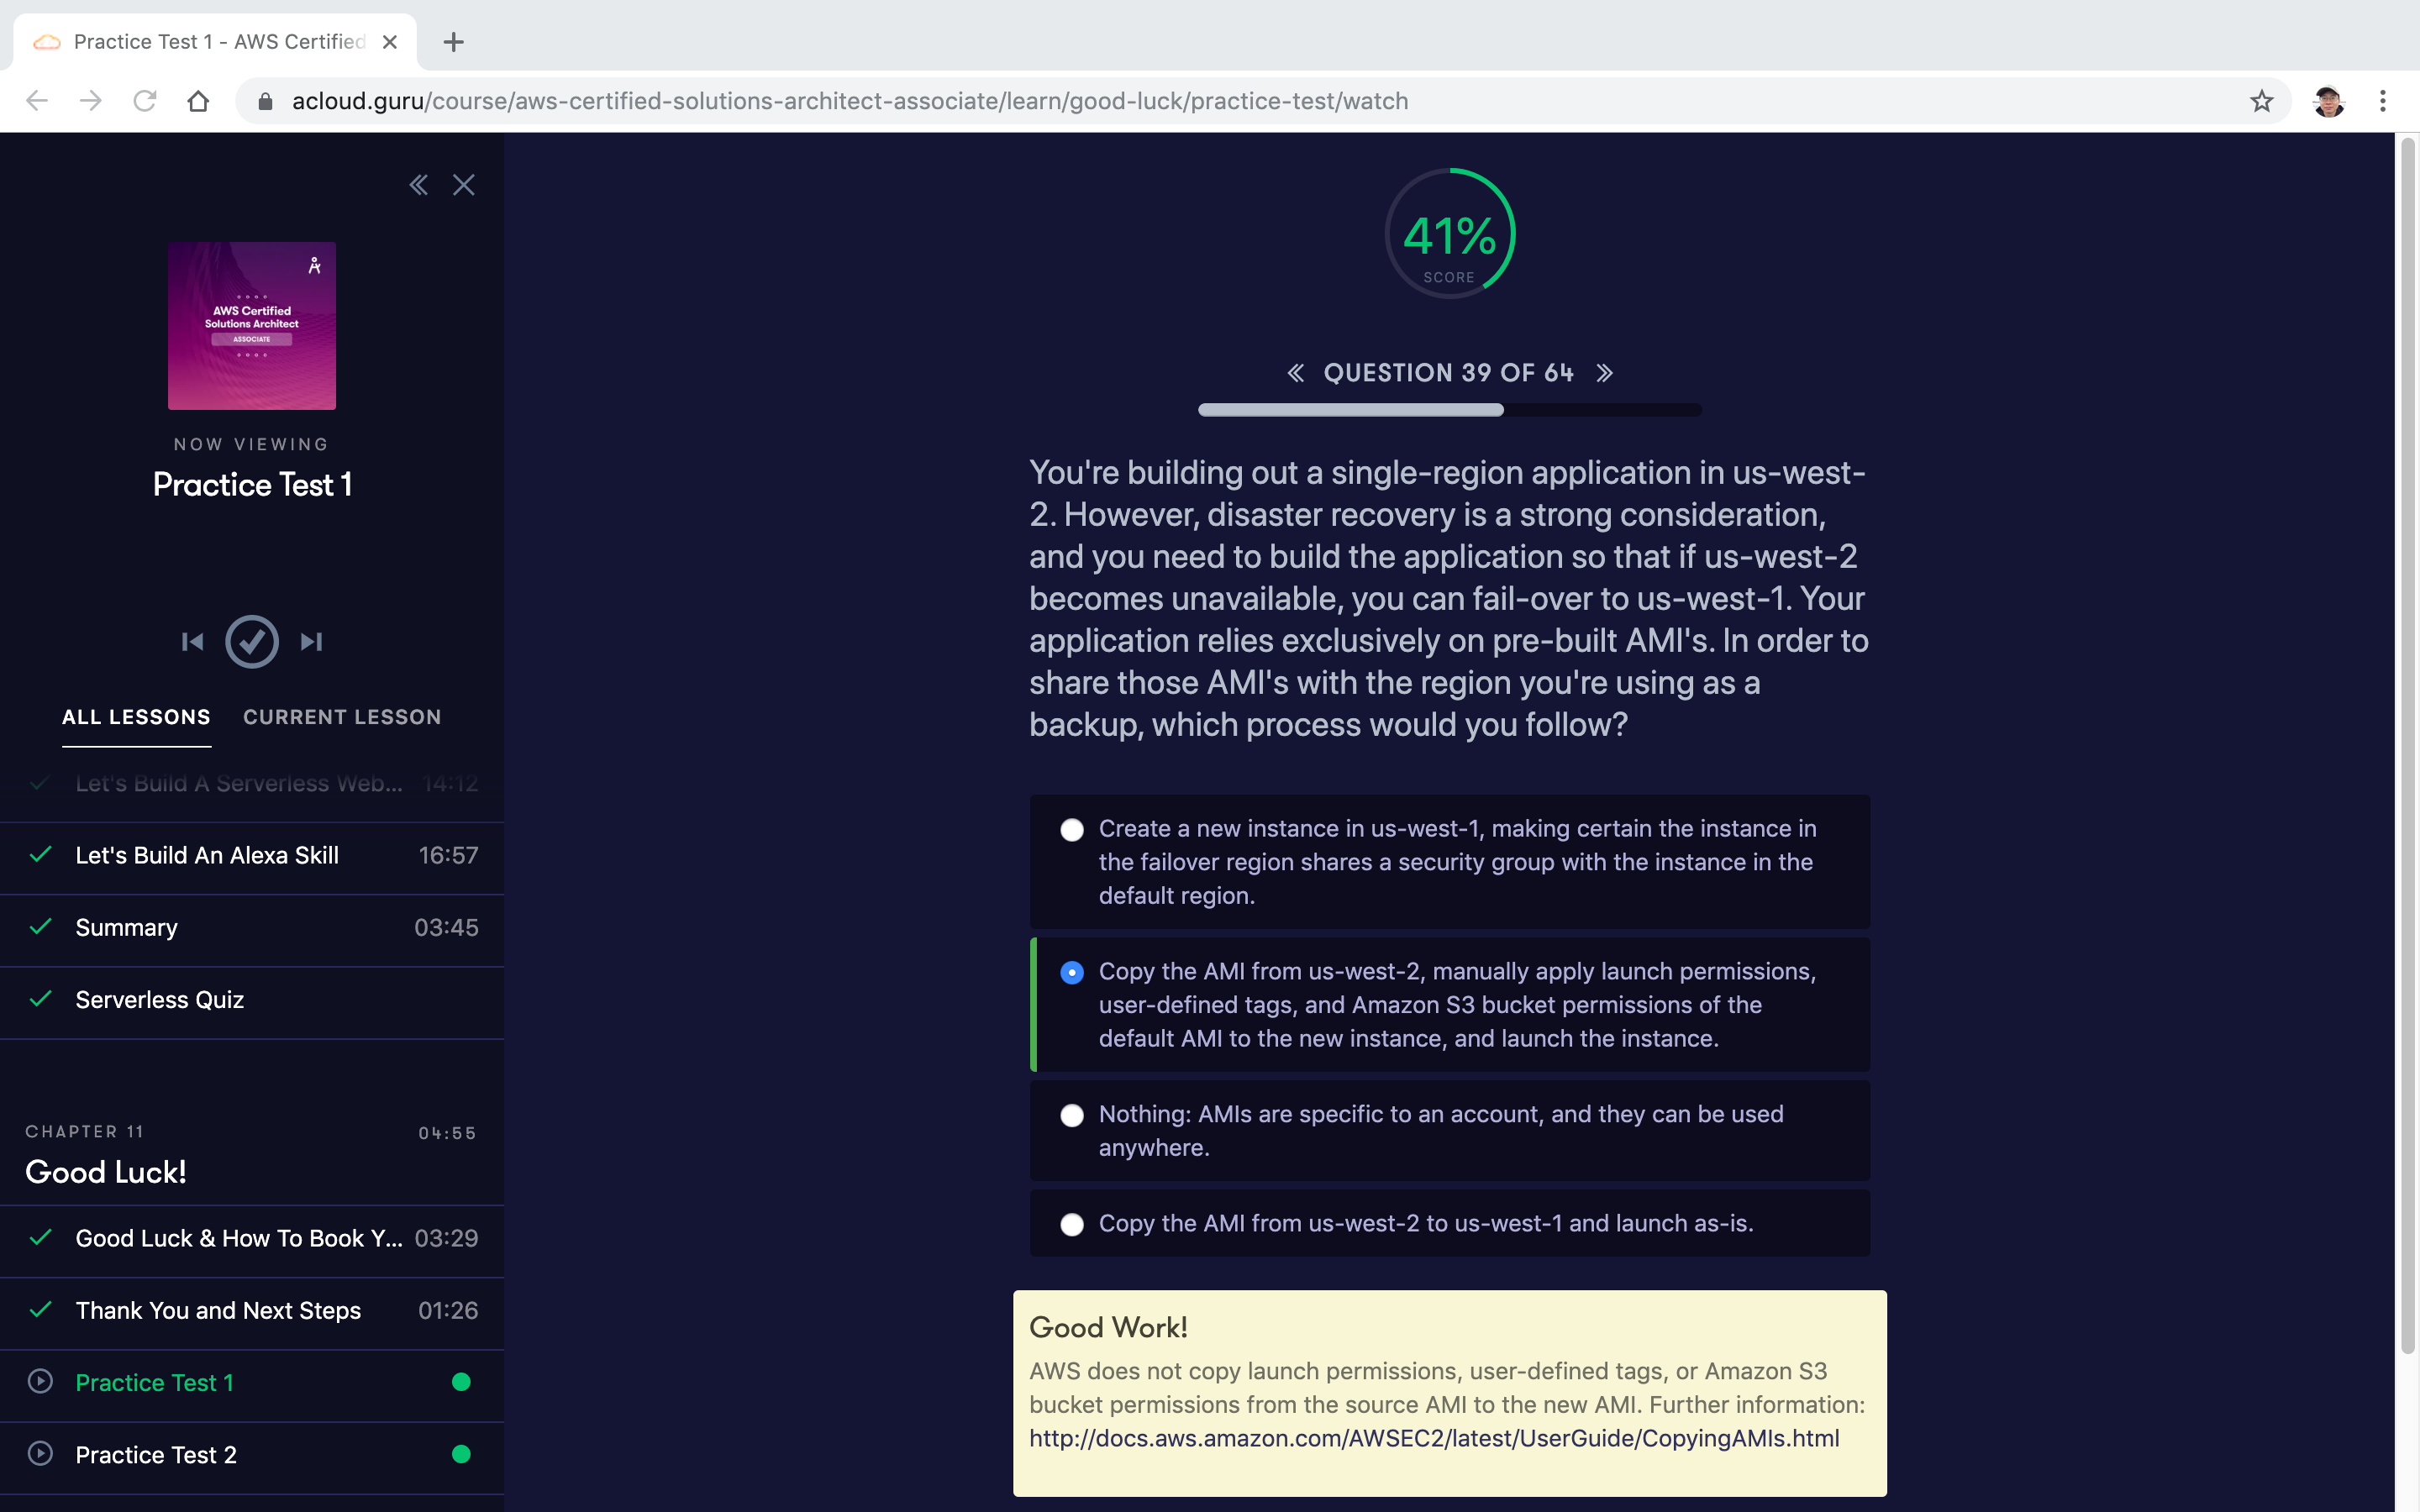 Practice Test 1 - AWS Certified
acloud.guru/course/aws-certified-solutions-architect-associate/learn/good-luck/practice-test/watch
AWS Certified
Solutions Architect
ASSOCIATE
NOW VIEWING
Practice Test 1
ALL LESSONS
CURRENT LESSON
Let's Build A Serverless Web... 14:12
Let's Build An Alexa Skill 16:57
Summary 03:45
Serverless Quiz
CHAPTER 11 04:55
Good Luck!
Good Luck & How To Book Y... 03:29
Thank You and Next Steps 01:26
Practice Test 1
Practice Test 2
41%
SCORE
QUESTION 39 OF 64
You're building out a single-region application in us-west-
2. However, disaster recovery is a strong consideration,
and you need to build the application so that if us-west-2
becomes unavailable, you can fail-over to us-west-1. Your
application relies exclusively on pre-built AMI's. In order to
share those AMI's with the region you're using as a
backup, which process would you follow?
Create a new instance in us-west-1, making certain the instance in
the failover region shares a security group with the instance in the
default region.
Copy the AMI from us-west-2, manually apply launch permissions,
user-defined tags, and Amazon S3 bucket permissions of the
default AMI to the new instance, and launch the instance.
Nothing: AMIs are specific to an account, and they can be used
anywhere.
Copy the AMI from us-west-2 to us-west-1 and launch as-is.
Good Work!
AWS does not copy launch permissions, user-defined tags, or Amazon S3
bucket permissions from the source AMI to the new AMI. Further information:
http://docs.aws.amazon.com/AWSEC2/latest/UserGuide/CopyingAMIs.html